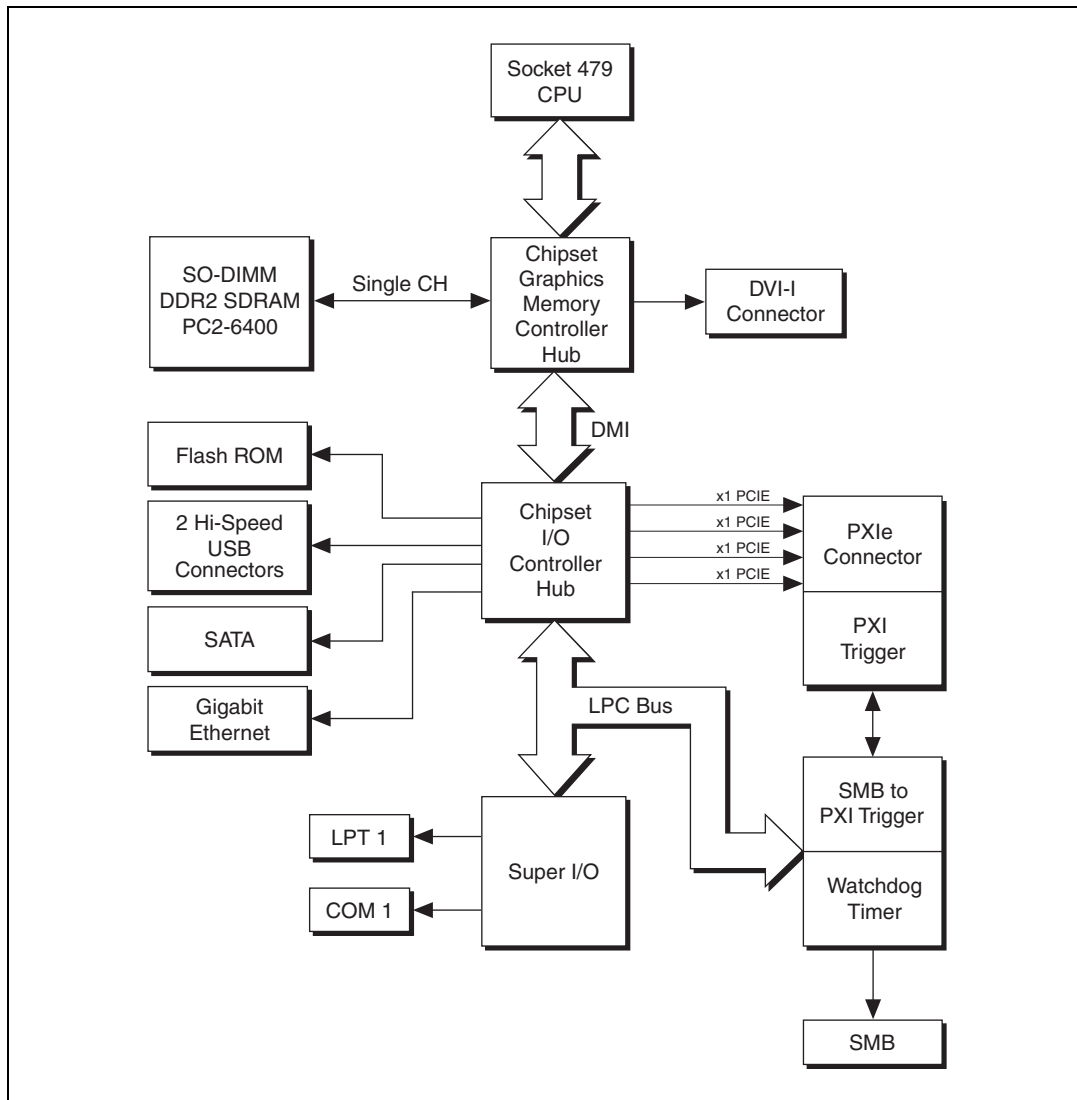 Socket 479
CPU
SO-DIMM
DDR2 SDRAM
PC2-6400
Single CH
Chipset
Graphics
Memory
Controller
Hub
DVI-I
Connector
DMI
Flash ROM
2 Hi-Speed
USB
Connectors
SATA
Gigabit
Ethernet
Chipset
I/O
Controller
Hub
x1 PCIE
x1 PCIE
x1 PCIE
x1 PCIE
PXIe
Connector
PXI
Trigger
LPC Bus
SMB to
PXI Trigger
Watchdog
Timer
LPT 1
COM 1
Super I/O
SMB